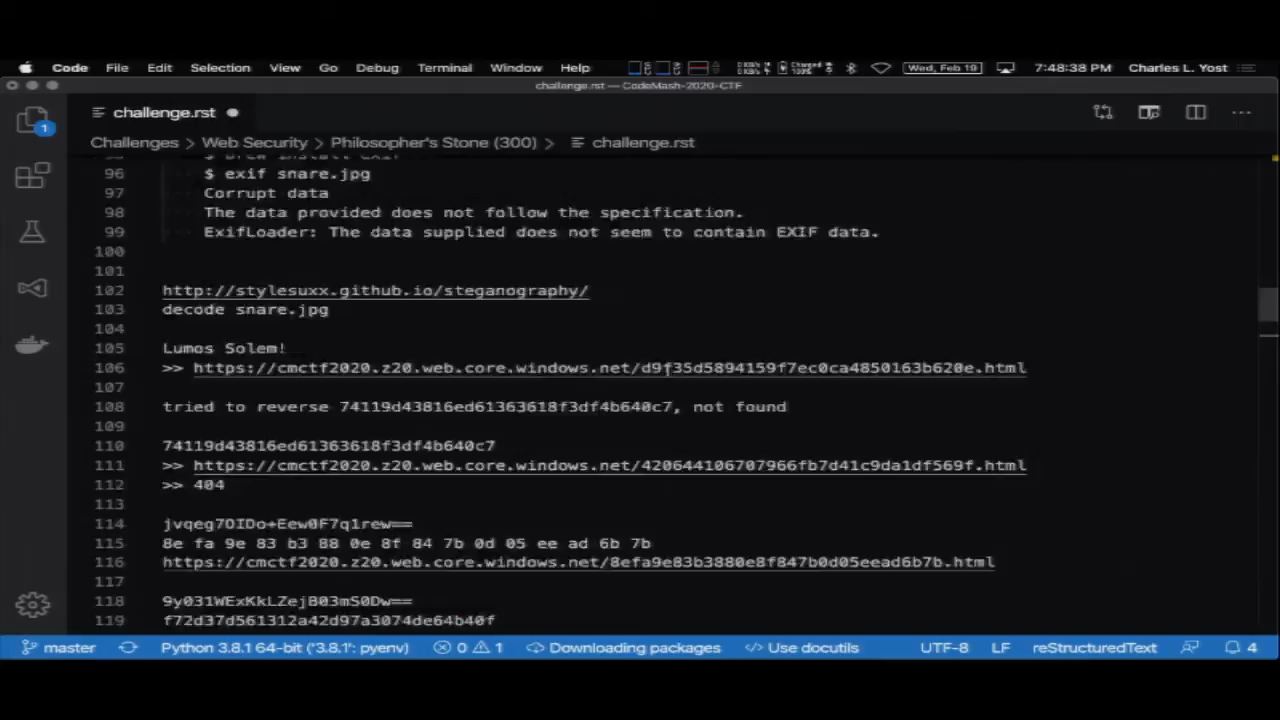 Code File Edit Selection View Go Debug Terminal Window Help Wed, Feb 19 7:48:38 PM Charles L. Yost
challenge.rst — CodeMash-2020-CTF
challenge.rst
1
Challenges > Web Security > Philosopher's Stone (300) > challenge.rst
96 $ exif snare.jpg
97 Corrupt data
98 The data provided does not follow the specification.
99 ExifLoader: The data supplied does not seem to contain EXIF data.
100
101
102 http://stylesuxx.github.io/steganography/
103 decode snare.jpg
104
105 Lumos Solem!
106 >> https://cmctf2020.z20.web.core.windows.net/d9f35d5894159f7ec0ca4850163b620e.html
107
108 tried to reverse 74119d43816ed61363618f3df4b640c7, not found
109
110 74119d43816ed61363618f3df4b640c7
111 >> https://cmctf2020.z20.web.core.windows.net/420644106707966fb7d41c9da1df569f.html
112 >> 404
113
114 jvqeg7OIDo+Eew0F7q1rew==
115 8e fa 9e 83 b3 88 0e 8f 84 7b 0d 05 ee ad 6b 7b
116 https://cmctf2020.z20.web.core.windows.net/8efa9e83b3880e8f847b0d05eead6b7b.html
117
118 9y031WExKkLZejB03mS0Dw==
119 f72d37d561312a42d97a3074de64b40f
master Python 3.8.1 64-bit ('3.8.1': pyenv) 0 1 Downloading packages Use docutils UTF-8 LF reStructuredText 4